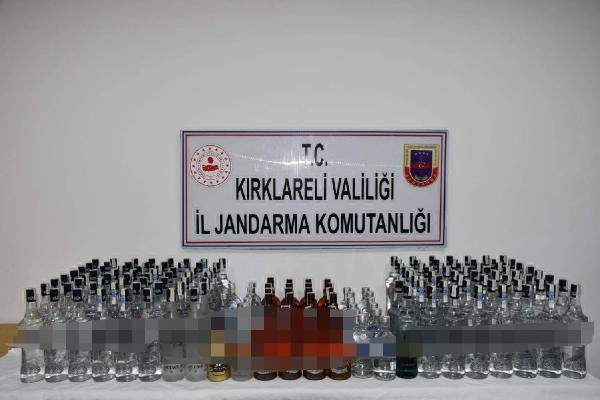 T.C.
KIRKLARELİ VALİLİĞİ
İL JANDARMA KOMUTANLIĞI